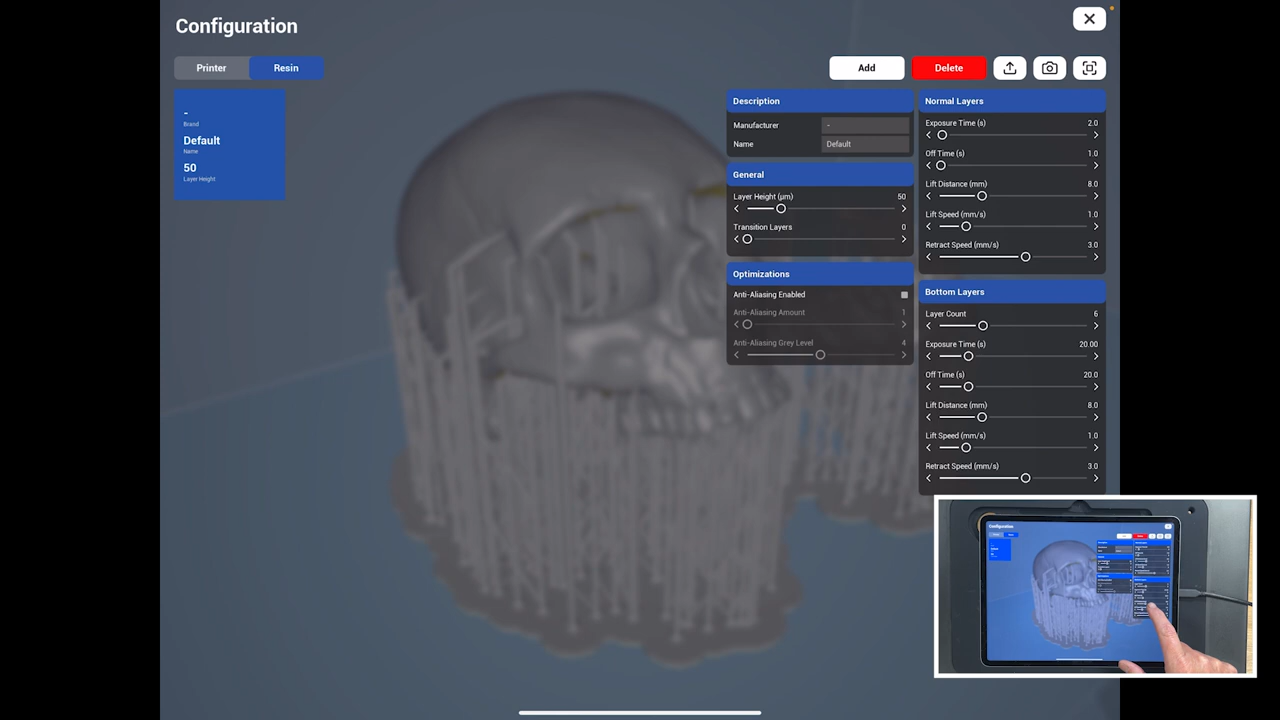 Configuration
Printer
Resin
Add
Delete
-
Brand
Default
Name
50
Layer Height
Description
Manufacturer -
Name Default
General
Layer Height (µm) 50
Transition Layers 0
Optimizations
Anti-Aliasing Enabled
Anti-Aliasing Amount 1
Anti-Aliasing Grey Level 4
Normal Layers
Exposure Time (s) 2.0
Off Time (s) 1.0
Lift Distance (mm) 8.0
Lift Speed (mm/s) 1.0
Retract Speed (mm/s) 3.0
Bottom Layers
Layer Count 6
Exposure Time (s) 20.00
Off Time (s) 20.0
Lift Distance (mm) 8.0
Lift Speed (mm/s) 1.0
Retract Speed (mm/s) 3.0
Configuration